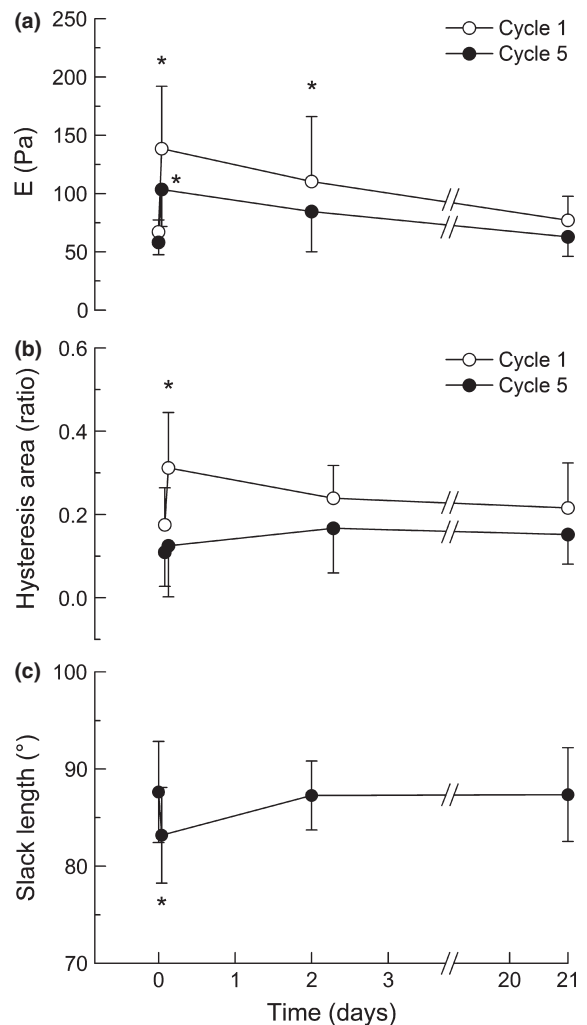 (a)
250
200
150
100
50
0
E (Pa)
Cycle 1
Cycle 5
*
*
*
(b)
0.6
0.4
0.2
0.0
Hysteresis area (ratio)
Cycle 1
Cycle 5
*
(c)
100
90
80
70
Slack length (°)
*
0 1 2 3 20 21
Time (days)